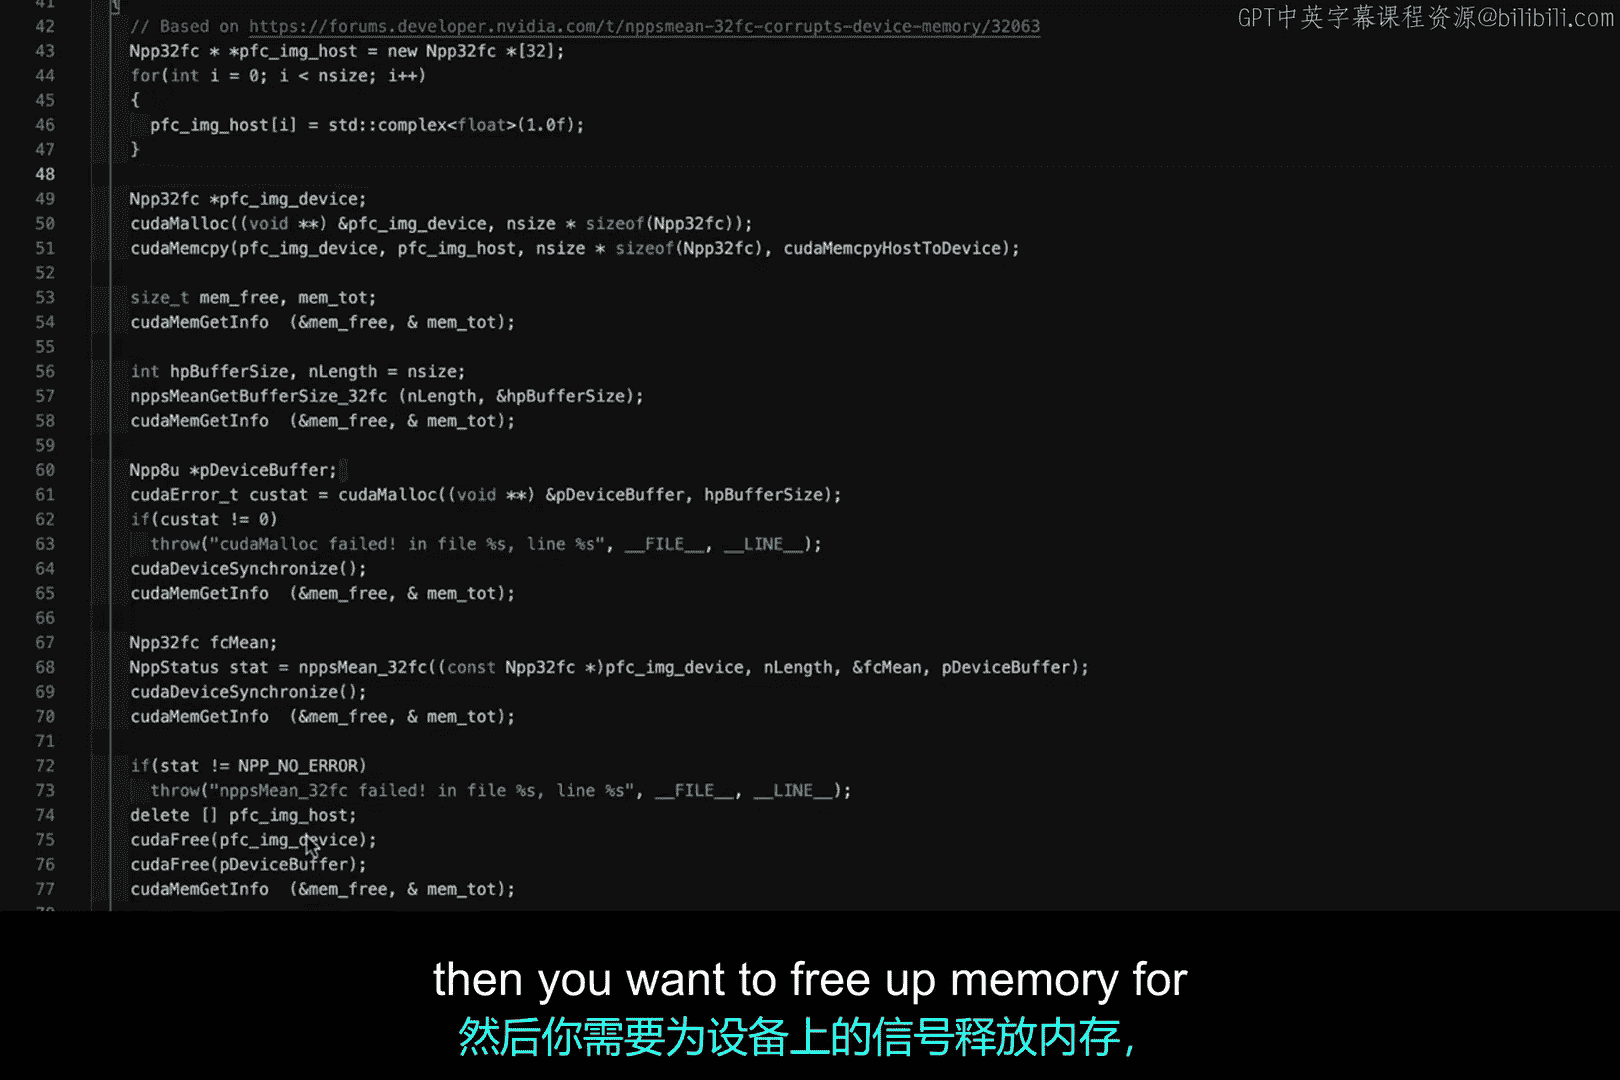 GPT中英字幕课程资源@bilibili.com
41 {
42 // Based on https://forums.developer.nvidia.com/t/nppsmean-32fc-corrupts-device-memory/32063
43 Npp32fc * *pfc_img_host = new Npp32fc *[32];
44 for(int i = 0; i < nsize; i++)
45 {
46 pfc_img_host[i] = std::complex<float>(1.0f);
47 }
48
49 Npp32fc *pfc_img_device;
50 cudaMalloc((void **) &pfc_img_device, nsize * sizeof(Npp32fc));
51 cudaMemcpy(pfc_img_device, pfc_img_host, nsize * sizeof(Npp32fc), cudaMemcpyHostToDevice);
52
53 size_t mem_free, mem_tot;
54 cudaMemGetInfo  (&mem_free, & mem_tot);
55
56 int hpBufferSize, nLength = nsize;
57 nppsMeanGetBufferSize_32fc (nLength, &hpBufferSize);
58 cudaMemGetInfo  (&mem_free, & mem_tot);
59
60 Npp8u *pDeviceBuffer;
61 cudaError_t custat = cudaMalloc((void **) &pDeviceBuffer, hpBufferSize);
62 if(custat != 0)
63 throw("cudaMalloc failed! in file %s, line %s", __FILE__, __LINE__);
64 cudaDeviceSynchronize();
65 cudaMemGetInfo  (&mem_free, & mem_tot);
66
67 Npp32fc fcMean;
68 NppStatus stat = nppsMean_32fc((const Npp32fc *)pfc_img_device, nLength, &fcMean, pDeviceBuffer);
69 cudaDeviceSynchronize();
70 cudaMemGetInfo  (&mem_free, & mem_tot);
71
72 if(stat != NPP_NO_ERROR)
73 throw("nppsMean_32fc failed! in file %s, line %s", __FILE__, __LINE__);
74 delete [] pfc_img_host;
75 cudaFree(pfc_img_device);
76 cudaFree(pDeviceBuffer);
77 cudaMemGetInfo  (&mem_free, & mem_tot);
then you want to free up memory for
然后你需要为设备上的信号释放内存，